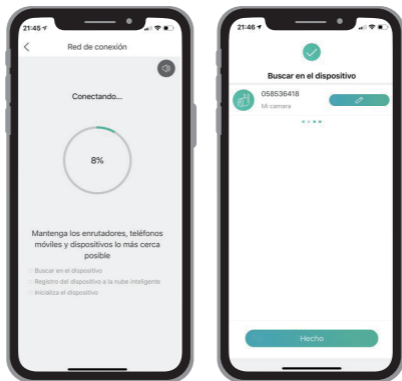 21:45
Red de conexión
Conectando...
8%
Mantenga los enrutadores, teléfonos
móviles y dispositivos lo más cerca
posible
Buscar en el dispositivo
Registro del dispositivo a la nube inteligente
Inicializa el dispositivo
21:46
Buscar en el dispositivo
058536418
Mi camara
Hecho